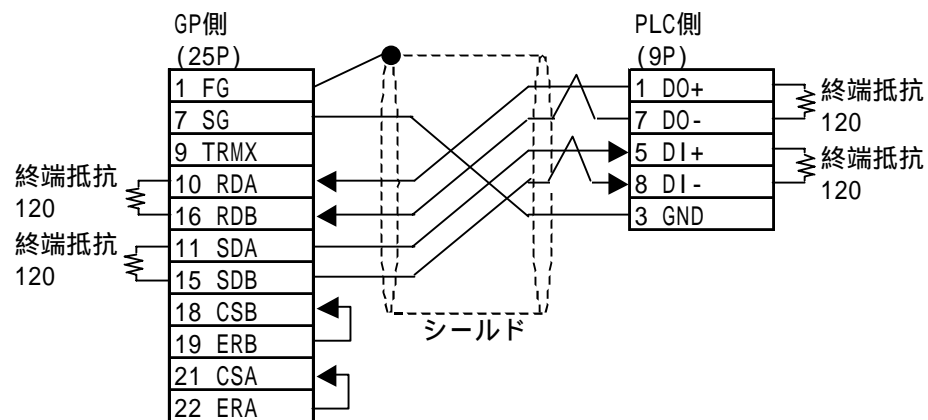 GP側
(25P)
1 FG
7 SG
9 TRMX
10 RDA
16 RDB
11 SDA
15 SDB
18 CSB
19 ERB
21 CSA
22 ERA
終端抵抗
120
終端抵抗
120
シールド
PLC側
(9P)
1 DO+
7 DO-
5 DI+
8 DI-
3 GND
終端抵抗
120
終端抵抗
120